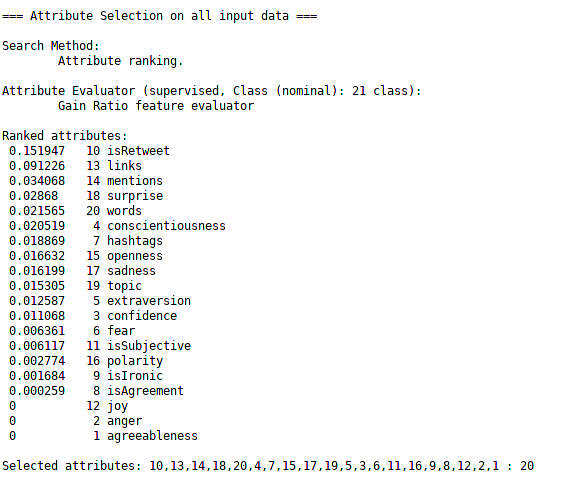 === Attribute Selection on all input data ===
Search Method:
Attribute ranking.
Attribute Evaluator (supervised, Class (nominal): 21 class):
Gain Ratio feature evaluator
Ranked attributes:
0.151947 10 isRetweet
0.091226 13 links
0.034068 14 mentions
0.02868 18 surprise
0.021565 20 words
0.020519 4 conscientiousness
0.018869 7 hashtags
0.016632 15 openness
0.016199 17 sadness
0.015305 19 topic
0.012587 5 extraversion
0.011068 3 confidence
0.006361 6 fear
0.006117 11 isSubjective
0.002774 16 polarity
0.001684 9 isIronic
0.000259 8 isAgreement
0 12 joy
0 2 anger
0 1 agreeableness
Selected attributes: 10,13,14,18,20,4,7,15,17,19,5,3,6,11,16,9,8,12,2,1 : 20